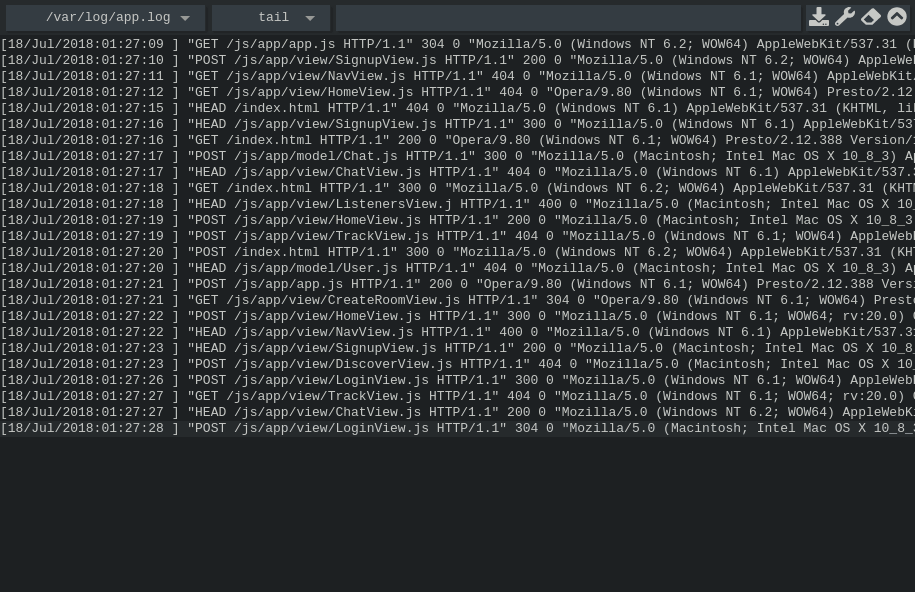 /var/log/app.log tail
[18/Jul/2018:01:27:09 ] "GET /js/app/app.js HTTP/1.1" 304 0 "Mozilla/5.0 (Windows NT 6.2; WOW64) AppleWebKit/537.31 (
[18/Jul/2018:01:27:10 ] "POST /js/app/view/SignupView.js HTTP/1.1" 200 0 "Mozilla/5.0 (Windows NT 6.2; WOW64) AppleWe
[18/Jul/2018:01:27:11 ] "GET /js/app/view/NavView.js HTTP/1.1" 404 0 "Mozilla/5.0 (Windows NT 6.1; WOW64) AppleWebKit/
[18/Jul/2018:01:27:12 ] "GET /js/app/view/HomeView.js HTTP/1.1" 404 0 "Opera/9.80 (Windows NT 6.1; WOW64) Presto/2.12
[18/Jul/2018:01:27:15 ] "HEAD /index.html HTTP/1.1" 404 0 "Mozilla/5.0 (Windows NT 6.1) AppleWebKit/537.31 (KHTML, li
[18/Jul/2018:01:27:16 ] "HEAD /js/app/view/SignupView.js HTTP/1.1" 300 0 "Mozilla/5.0 (Windows NT 6.1) AppleWebKit/53
[18/Jul/2018:01:27:16 ] "GET /index.html HTTP/1.1" 200 0 "Opera/9.80 (Windows NT 6.1; WOW64) Presto/2.12.388 Version/
[18/Jul/2018:01:27:17 ] "POST /js/app/model/Chat.js HTTP/1.1" 300 0 "Mozilla/5.0 (Macintosh; Intel Mac OS X 10_8_3) A
[18/Jul/2018:01:27:17 ] "HEAD /js/app/view/ChatView.js HTTP/1.1" 404 0 "Mozilla/5.0 (Windows NT 6.1) AppleWebKit/537.
[18/Jul/2018:01:27:18 ] "GET /index.html HTTP/1.1" 300 0 "Mozilla/5.0 (Windows NT 6.2; WOW64) AppleWebKit/537.31 (KHT
[18/Jul/2018:01:27:18 ] "HEAD /js/app/view/ListenersView.j HTTP/1.1" 400 0 "Mozilla/5.0 (Macintosh; Intel Mac OS X 10_
[18/Jul/2018:01:27:19 ] "POST /js/app/view/HomeView.js HTTP/1.1" 200 0 "Mozilla/5.0 (Macintosh; Intel Mac OS X 10_8_3
[18/Jul/2018:01:27:19 ] "POST /js/app/view/TrackView.js HTTP/1.1" 404 0 "Mozilla/5.0 (Windows NT 6.1; WOW64) AppleWeb
[18/Jul/2018:01:27:20 ] "POST /index.html HTTP/1.1" 300 0 "Mozilla/5.0 (Windows NT 6.2; WOW64) AppleWebKit/537.31 (KH
[18/Jul/2018:01:27:20 ] "HEAD /js/app/model/User.js HTTP/1.1" 404 0 "Mozilla/5.0 (Macintosh; Intel Mac OS X 10_8_3) A
[18/Jul/2018:01:27:21 ] "POST /js/app/app.js HTTP/1.1" 200 0 "Opera/9.80 (Windows NT 6.1; WOW64) Presto/2.12.388 Vers
[18/Jul/2018:01:27:21 ] "GET /js/app/view/CreateRoomView.js HTTP/1.1" 304 0 "Opera/9.80 (Windows NT 6.1; WOW64) Prest
[18/Jul/2018:01:27:22 ] "POST /js/app/view/HomeView.js HTTP/1.1" 300 0 "Mozilla/5.0 (Windows NT 6.1; WOW64; rv:20.0)
[18/Jul/2018:01:27:22 ] "HEAD /js/app/view/NavView.js HTTP/1.1" 400 0 "Mozilla/5.0 (Windows NT 6.1) AppleWebKit/537.3
[18/Jul/2018:01:27:23 ] "HEAD /js/app/view/SignupView.js HTTP/1.1" 200 0 "Mozilla/5.0 (Macintosh; Intel Mac OS X 10_8_
[18/Jul/2018:01:27:23 ] "POST /js/app/view/DiscoverView.js HTTP/1.1" 404 0 "Mozilla/5.0 (Macintosh; Intel Mac OS X 10_
[18/Jul/2018:01:27:26 ] "POST /js/app/view/LoginView.js HTTP/1.1" 300 0 "Mozilla/5.0 (Windows NT 6.1; WOW64) AppleWeb
[18/Jul/2018:01:27:27 ] "GET /js/app/view/TrackView.js HTTP/1.1" 404 0 "Mozilla/5.0 (Windows NT 6.1; WOW64; rv:20.0)
[18/Jul/2018:01:27:27 ] "HEAD /js/app/view/ChatView.js HTTP/1.1" 200 0 "Mozilla/5.0 (Windows NT 6.2; WOW64) AppleWebK
[18/Jul/2018:01:27:28 ] "POST /js/app/view/LoginView.js HTTP/1.1" 304 0 "Mozilla/5.0 (Macintosh; Intel Mac OS X 10_8_